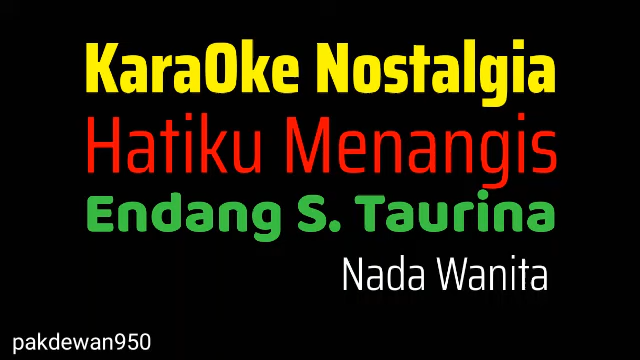 KaraOke Nostalgia
Hatiku Menangis
Endang S. Taurina
Nada Wanita
pakdewan950